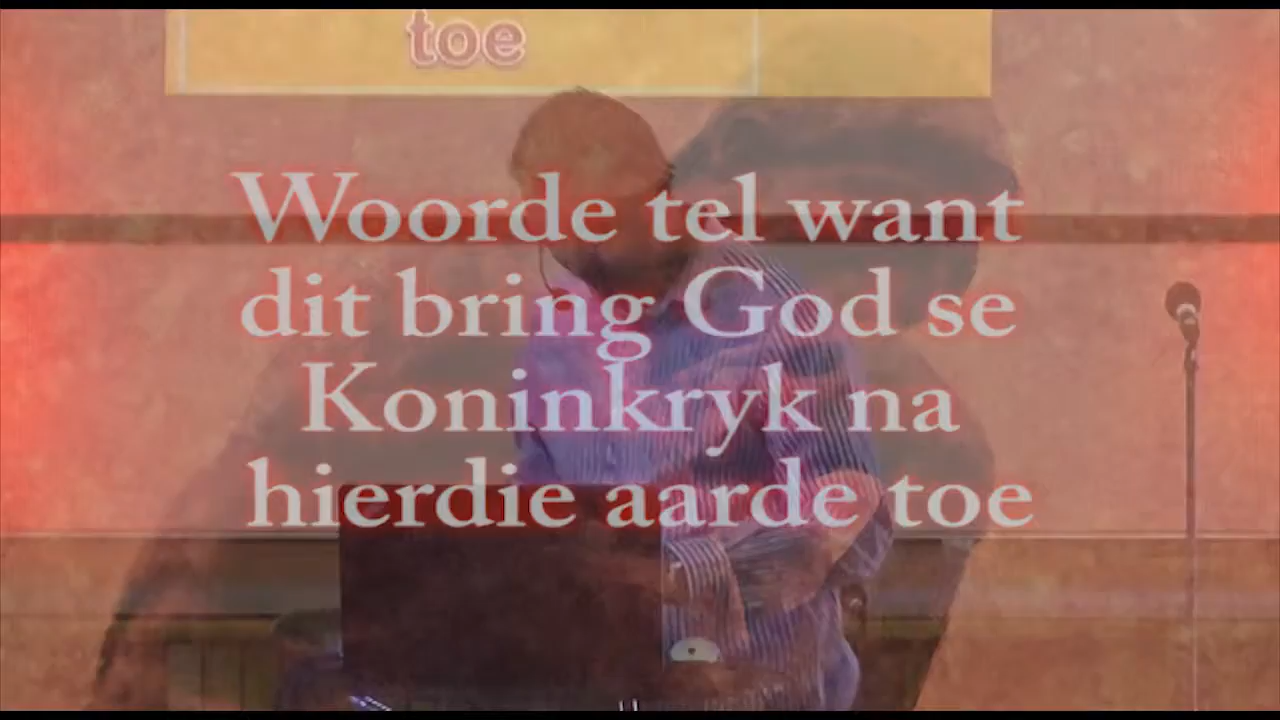 toe
Woorde tel want
dit bring God se
Koninkryk na
hierdie aarde toe